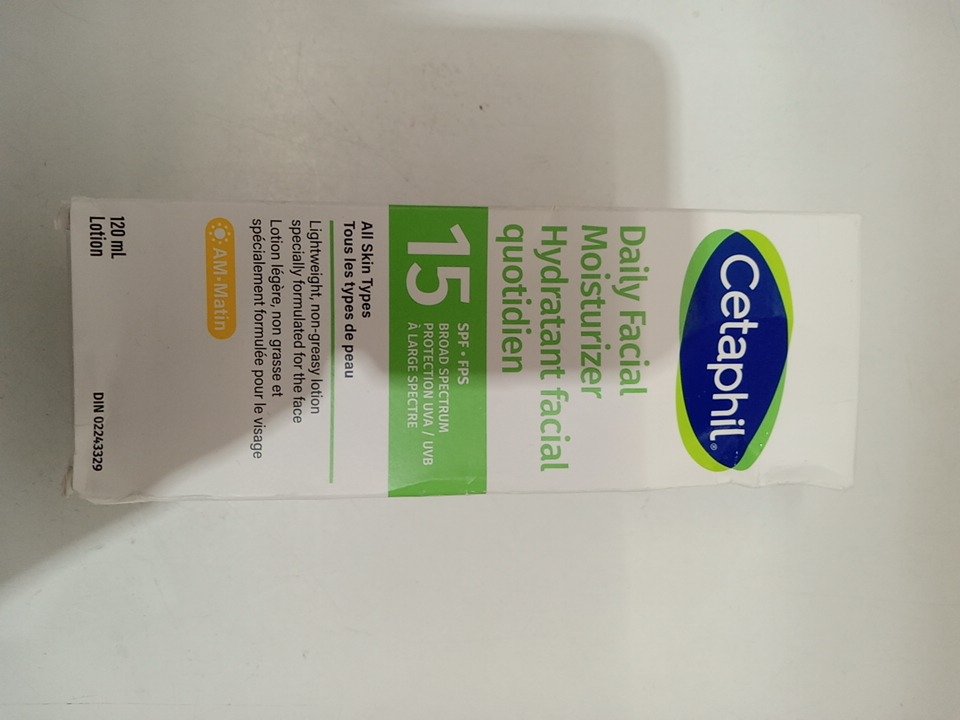 Cetaphil®
Daily Facial
Moisturizer
Hydratant facial
quotidien
15
SPF • FPS
BROAD SPECTRUM
PROTECTION UVA / UVB
À LARGE SPECTRE
All Skin Types
Tous les types de peau
Lightweight, non-greasy lotion
specially formulated for the face
Lotion légère, non grasse et
spécialement formulée pour le visage
AM•Matin
120 mL
Lotion
DIN 02243329